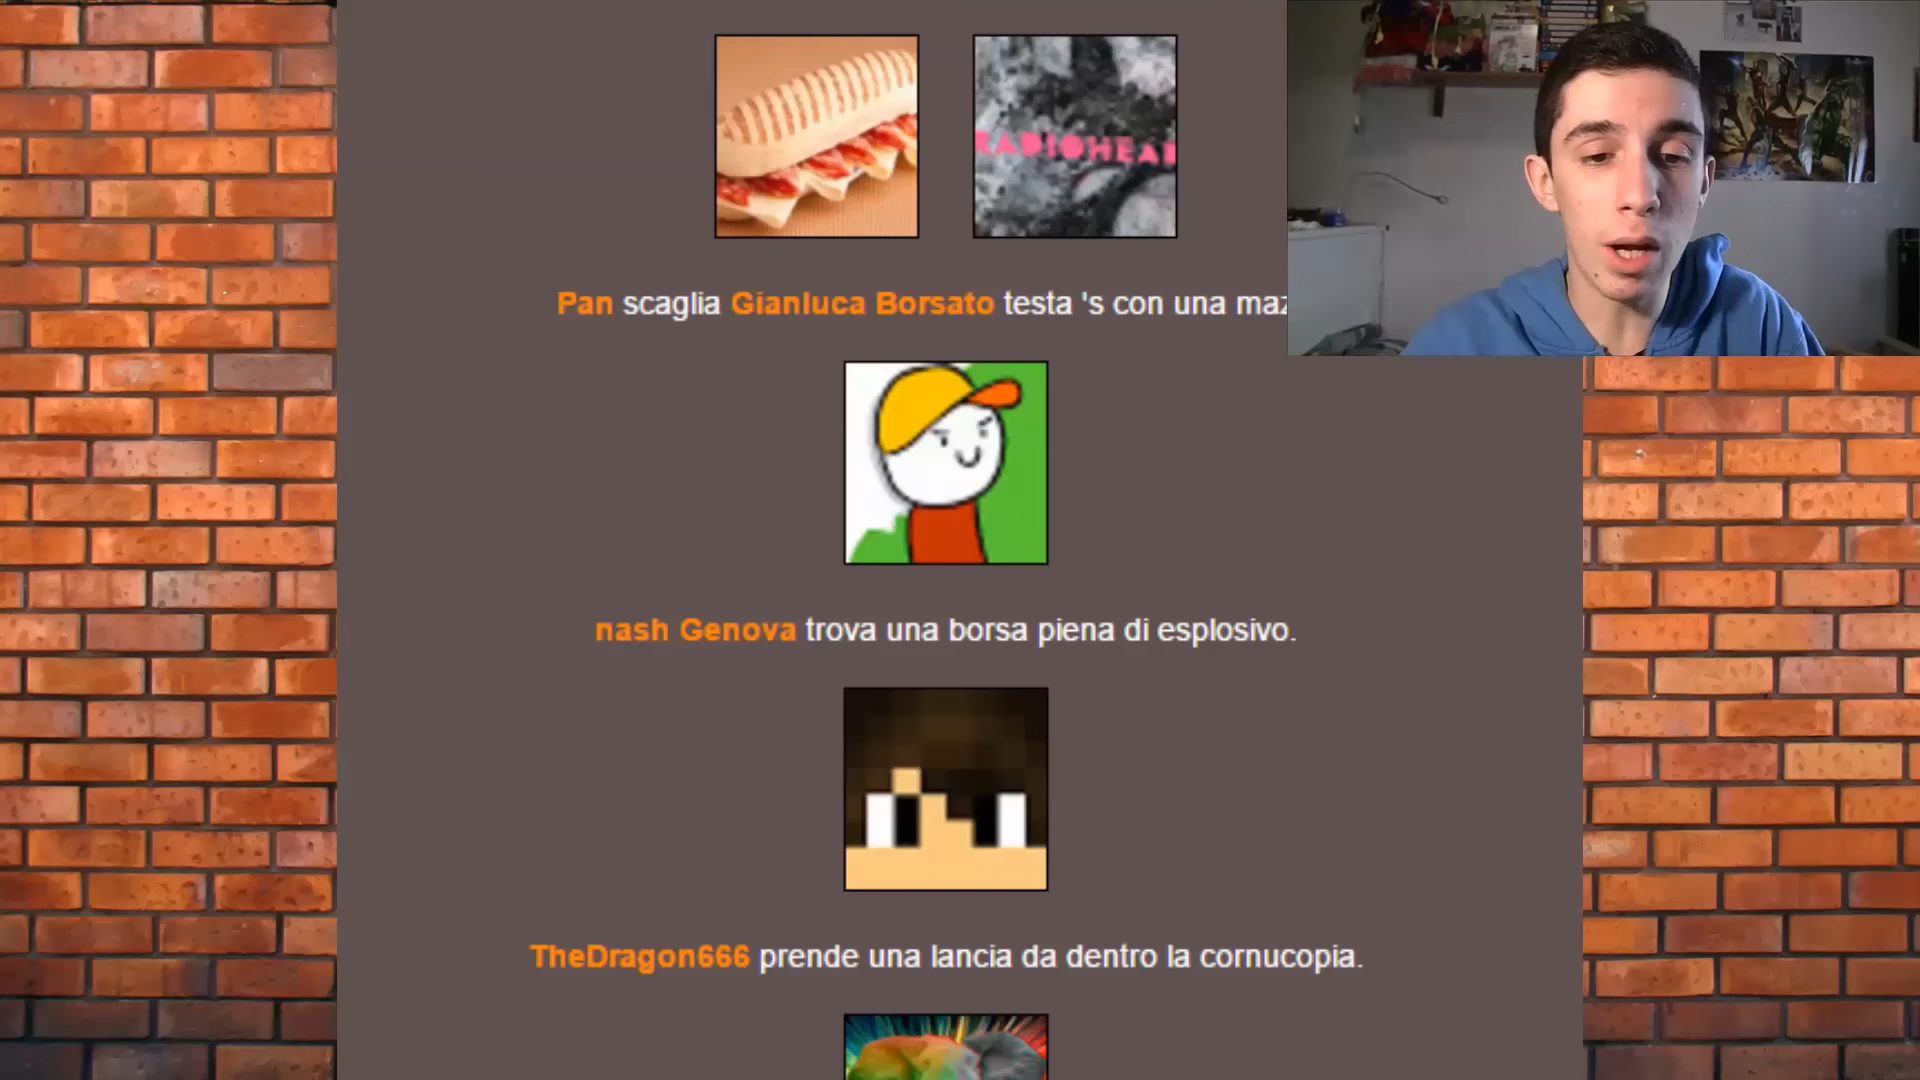 RADIOHEA
Pan scaglia Gianluca Borsato testa 's con una maz
nash Genova trova una borsa piena di esplosivo.
TheDragon666 prende una lancia da dentro la cornucopia.